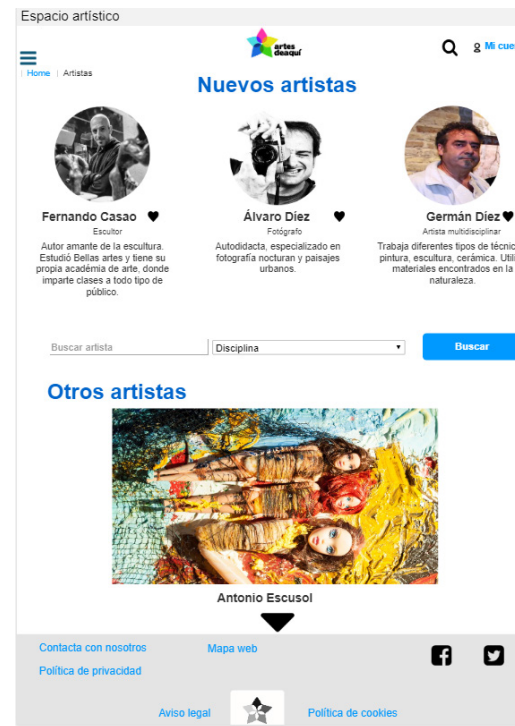 Espacio artístico
artes
deaquí
Mi cue
Home | Artistas
Nuevos artistas
Fernando Casao
Escultor
Autor amante de la escultura.
Estudió Bellas artes y tiene su
propia académia de arte, donde
imparte clases a todo tipo de
público.
Álvaro Díez
Fotógrafo
Autodidacta, especializado en
fotografía nocturan y paisajes
urbanos.
Germán Díez
Artista multidisciplinar
Trabaja diferentes tipos de técnic
pintura, escultura, cerámica. Utili
materiales encontrados en la
naturaleza.
Buscar artista
Disciplina
Buscar
Otros artistas
Antonio Escusol
Contacta con nosotros
Mapa web
Política de privacidad
Aviso legal
Política de cookies